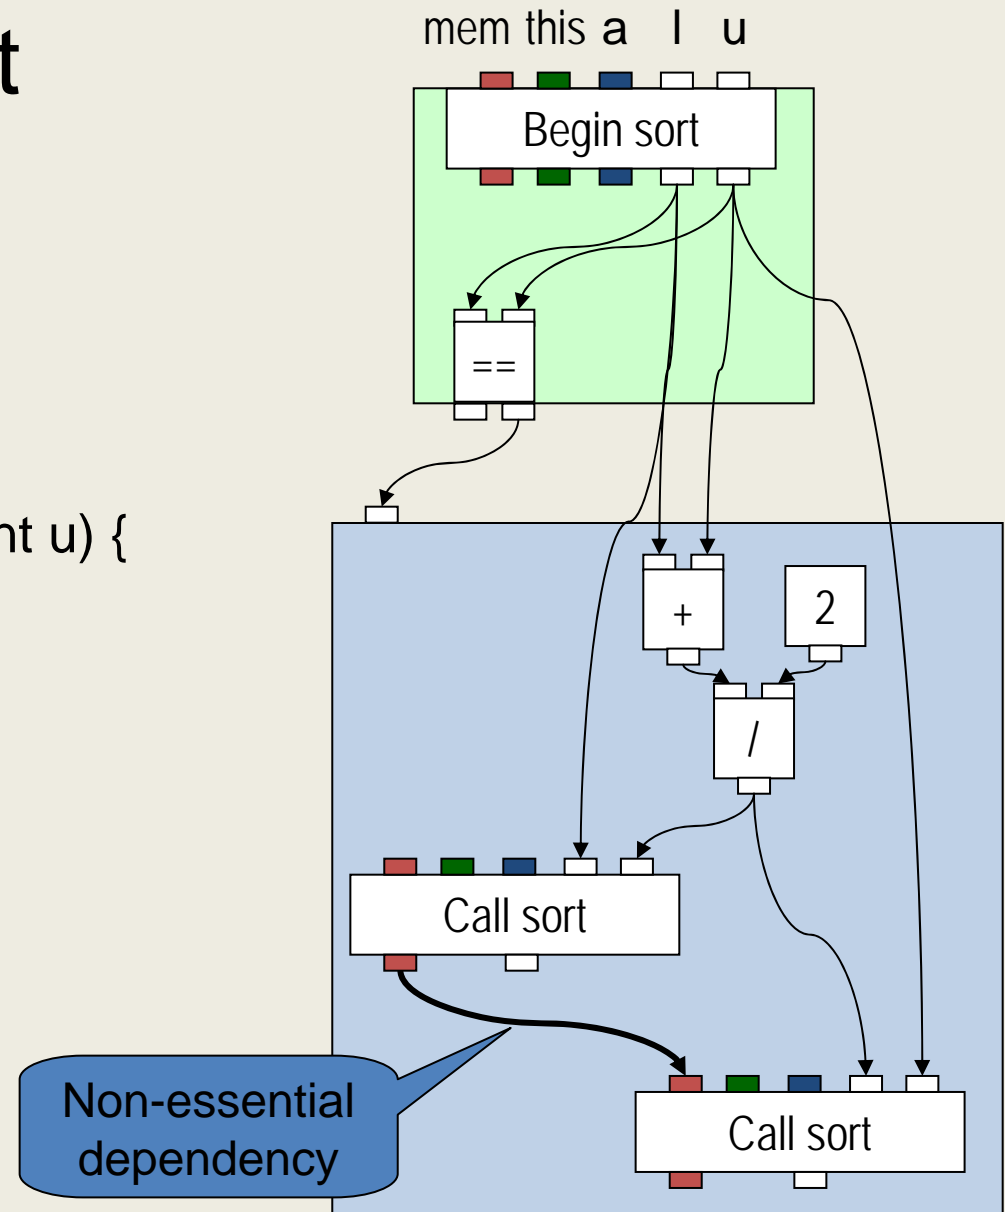 t
mem this a l u
Begin sort
==
nt u) {
+
2
/
Call sort
Non-essential
dependency
Call sort